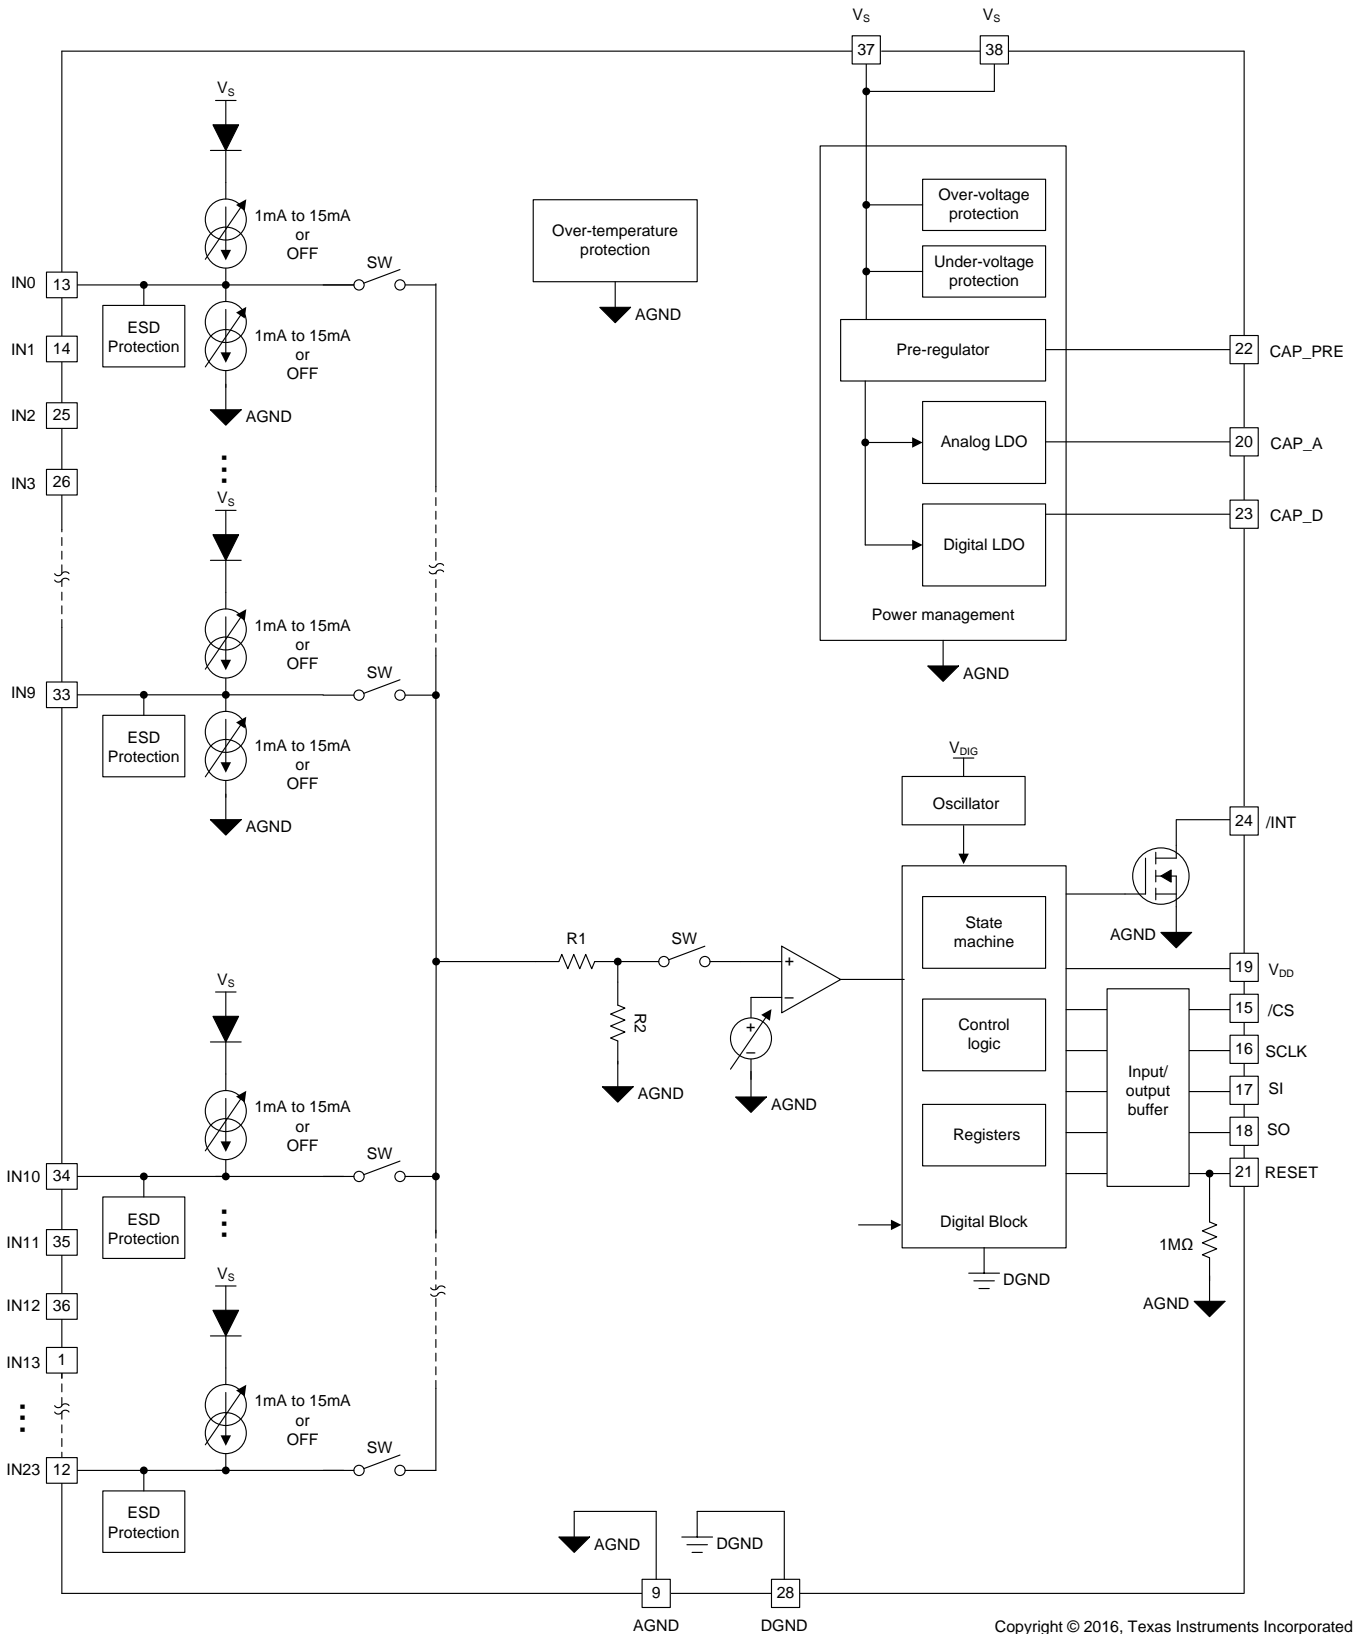 VS
VS
37
38
VS
1mA to 15mA
or
OFF
SW
IN0
13
ESD
Protection
1mA to 15mA
or
OFF
AGND
IN1
14
IN2
25
IN3
26
...
VS
1mA to 15mA
or
OFF
SW
IN9
33
ESD
Protection
1mA to 15mA
or
OFF
AGND
Over-temperature
protection
AGND
Over-voltage
protection
Under-voltage
protection
Pre-regulator
22
CAP_PRE
Analog LDO
20
CAP_A
Digital LDO
23
CAP_D
Power management
AGND
VDIG
Oscillator
24
/INT
AGND
State
machine
Control
logic
Registers
Digital Block
DGND
R1
R2
AGND
SW
+
−
+
−
AGND
19
VDD
Input/
output
buffer
15
/CS
16
SCLK
17
SI
18
SO
21
RESET
1MΩ
AGND
VS
1mA to 15mA
or
OFF
SW
IN10
34
ESD
Protection
...
IN11
35
IN12
36
IN13
1
...
VS
1mA to 15mA
or
OFF
SW
IN23
12
ESD
Protection
AGND
DGND
9
28
AGND
DGND
Copyright © 2016, Texas Instruments Incorporated